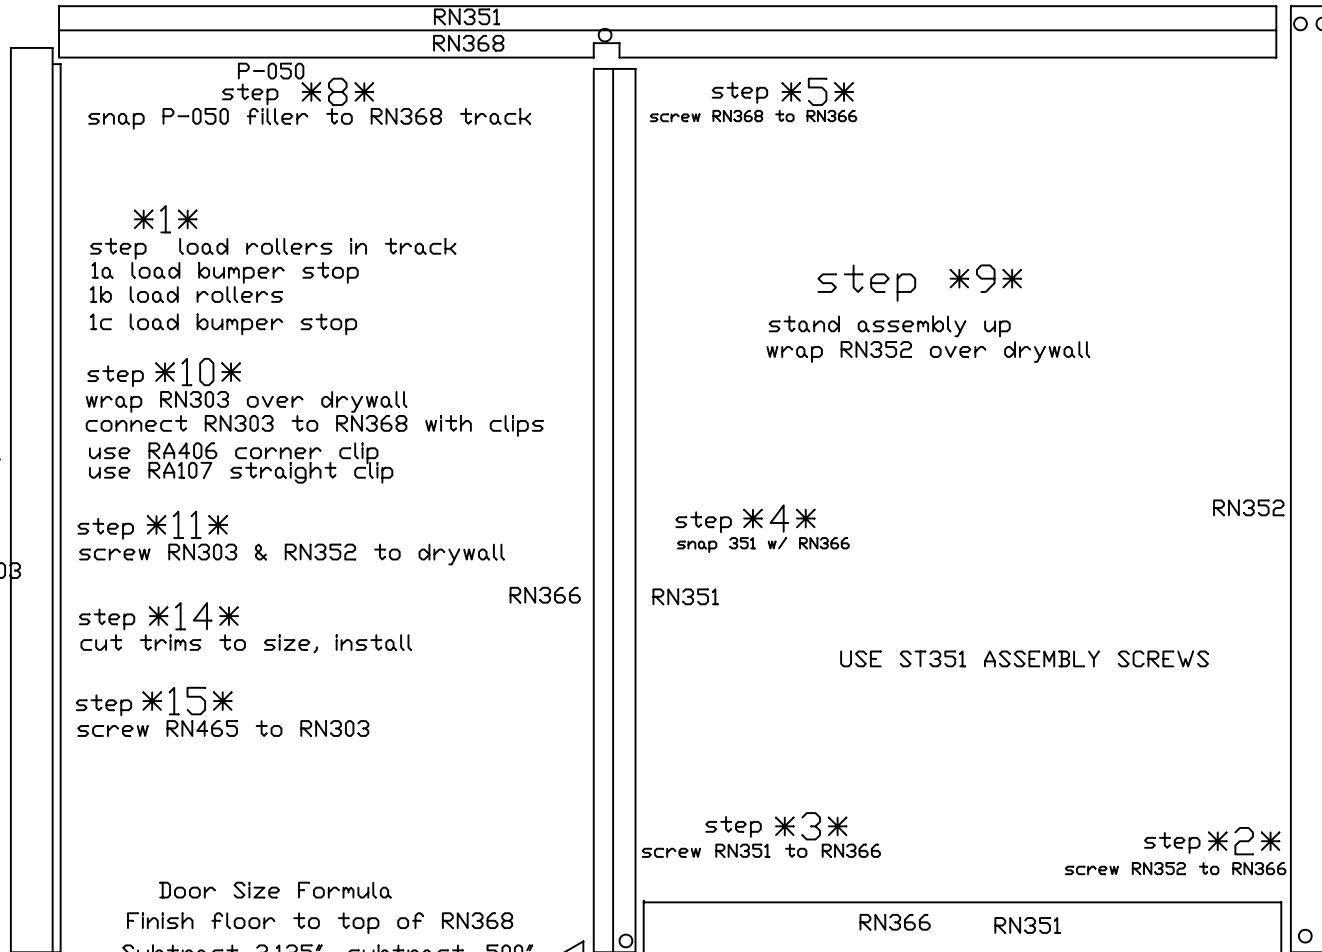 RN351
RN368
P-050
step *8*
snap P-050 filler to RN368 track
step *5*
screw RN368 to RN366
*1*
step load rollers in track
1a load bumper stop
1b load rollers
1c load bumper stop
step *9*
stand assembly up
wrap RN352 over drywall
step *10*
wrap RN303 over drywall
connect RN303 to RN368 with clips
use RA406 corner clip
use RA107 straight clip
step *11*
screw RN303 & RN352 to drywall
step *4*
snap 351 w/ RN366
RN352
03
RN366
RN351
step *14*
cut trims to size, install
USE ST351 ASSEMBLY SCREWS
step *15*
screw RN465 to RN303
step *3*
screw RN351 to RN366
step *2*
screw RN352 to RN366
Door Size Formula
Finish floor to top of RN368
Subtract 2.125", subtract .500"
RN366 RN351